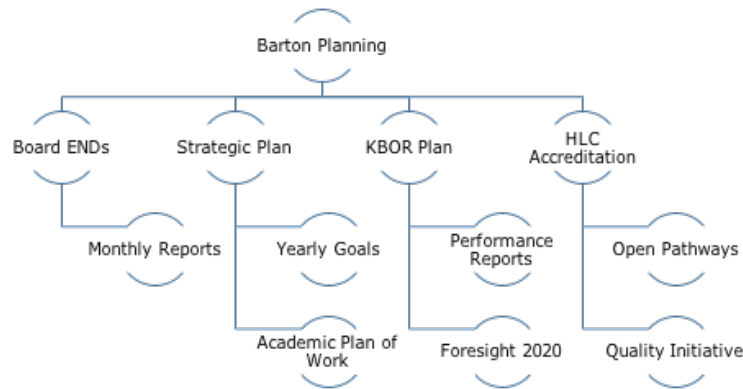 Barton Planning
Board ENDs
Strategic Plan
KBOR Plan
HLC
Accreditation
Monthly Reports
Yearly Goals
Performance
Reports
Open Pathways
Academic Plan of
Work
Foresight 2020
Quality Initiative